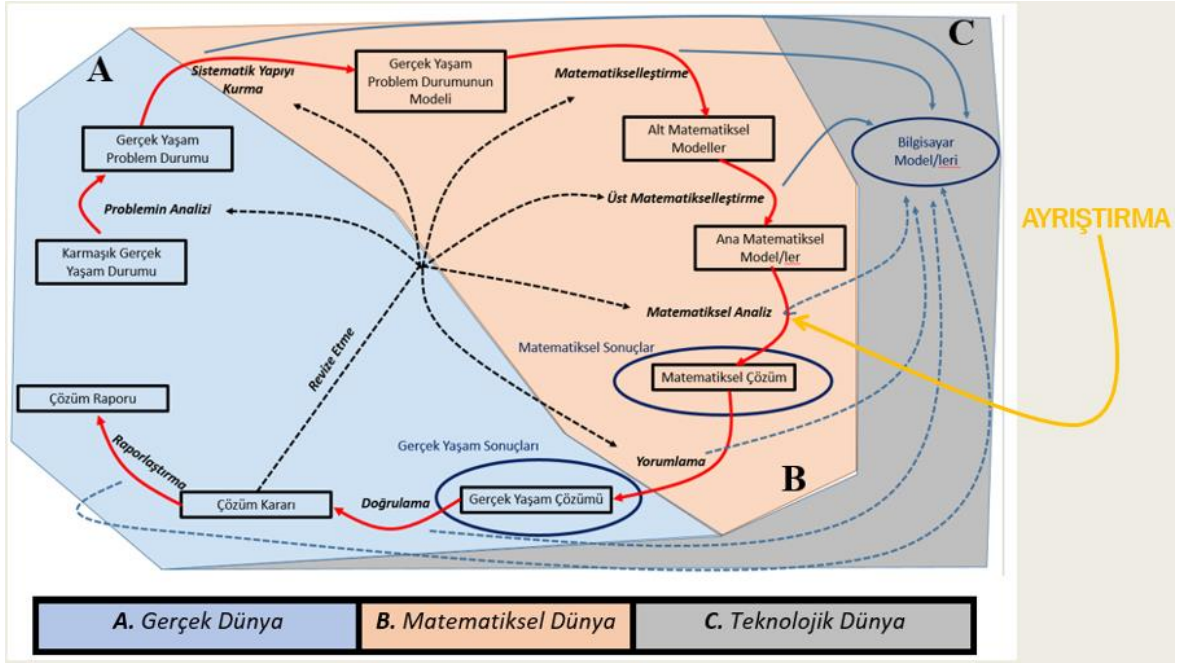 A
C
Sistematik Yapıyı
Kurma
Gerçek Yaşam
Problem Durumunun
Modeli
Matematikselleştirme
Gerçek Yaşam
Problem Durumu
Alt Matematiksel
Modeller
Bilgisayar
Model/leri
Problemin Analizi
Üst Matematikselleştirme
AYRIŞTIRMA
Karmaşık Gerçek
Yaşam Durumu
Ana Matematiksel
Model/ler
Matematiksel Analiz
Revize Etme
Matematiksel Sonuçlar
Matematiksel Çözüm
Çözüm Raporu
Raporlaştırma
Gerçek Yaşam Sonuçları
Yorumlama
B
Çözüm Kararı
Doğrulama
Gerçek Yaşam Çözümü
A. Gerçek Dünya
B. Matematiksel Dünya
C. Teknolojik Dünya